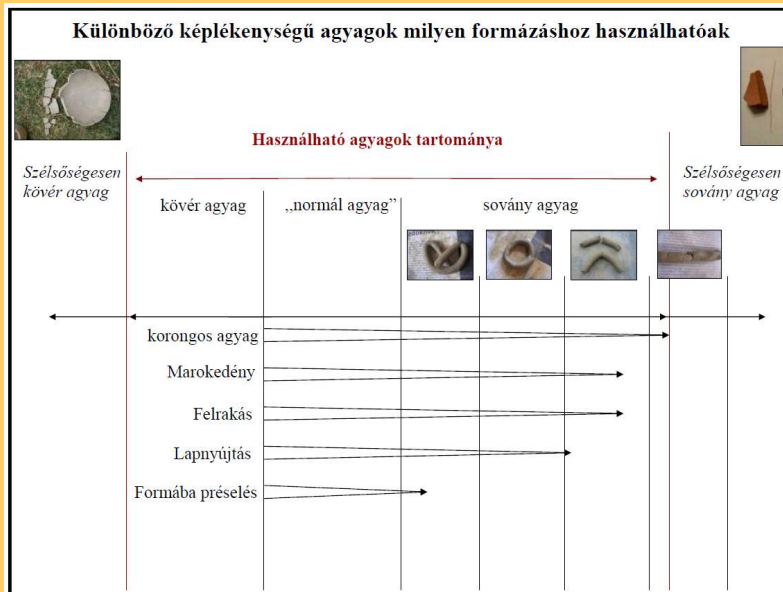 Különböző képlékenységű agyagok milyen formázáshoz használhatóak
Használható agyagok tartománya
Szélsőségesen
kövér agyag
Szélsőségesen
sovány agyag
kövér agyag
„normál agyag”
sovány agyag
korongos agyag
Marokedény
Felrakás
Lapnyújtás
Formába préselés